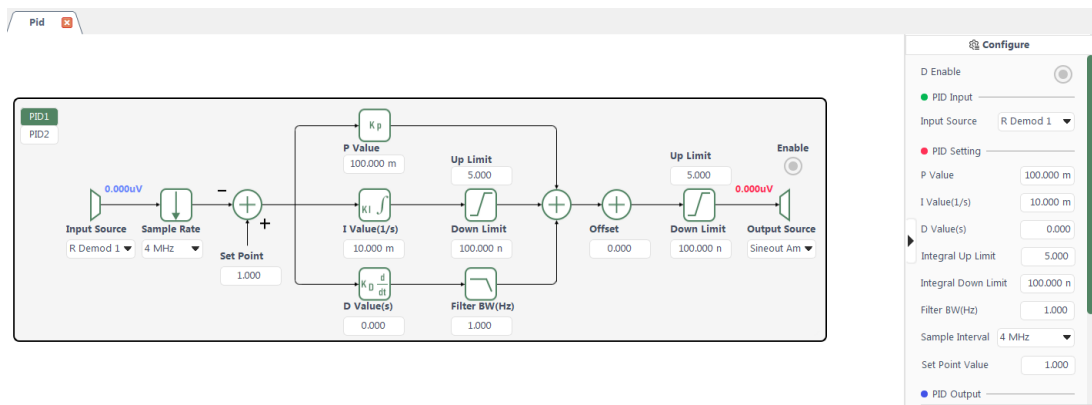 Pid
Configure
D Enable
PID Input
Input Source R Demod 1
PID Setting
P Value 100.000 m
I Value(1/s) 10.000 m
D Value(s) 0.000
Integral Up Limit 5.000
Integral Down Limit 100.000 n
Filter BW(Hz) 1.000
Sample Interval 4 MHz
Set Point Value 1.000
PID Output
PID1
PID2
Kp
P Value
100.000 m
Up Limit
5.000
Up Limit
5.000
Enable
0.000uV
0.000uV
−
+
KI ∫
Input Source
R Demod 1
Sample Rate
4 MHz
Set Point
1.000
I Value(1/s)
10.000 m
Down Limit
100.000 n
Offset
0.000
Down Limit
100.000 n
Output Source
Sineout Am
KD d/dt
D Value(s)
0.000
Filter BW(Hz)
1.000